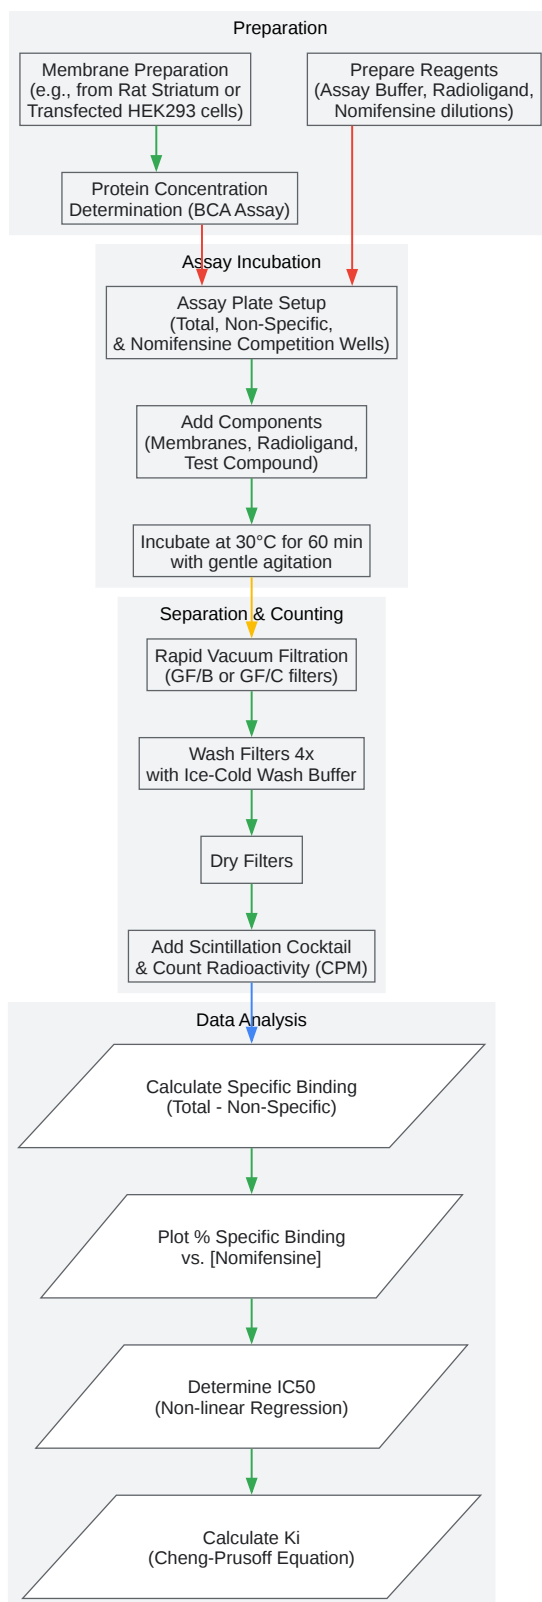 Preparation
Membrane Preparation
(e.g., from Rat Striatum or
Transfected HEK293 cells)
Prepare Reagents
(Assay Buffer, Radioligand,
Nomifensine dilutions)
Protein Concentration
Determination (BCA Assay)
Assay Incubation
Assay Plate Setup
(Total, Non-Specific,
& Nomifensine Competition Wells)
Add Components
(Membranes, Radioligand,
Test Compound)
Incubate at 30°C for 60 min
with gentle agitation
Separation & Counting
Rapid Vacuum Filtration
(GF/B or GF/C filters)
Wash Filters 4x
with Ice-Cold Wash Buffer
Dry Filters
Add Scintillation Cocktail
& Count Radioactivity (CPM)
Data Analysis
Calculate Specific Binding
(Total - Non-Specific)
Plot % Specific Binding
vs. [Nomifensine]
Determine IC50
(Non-linear Regression)
Calculate Ki
(Cheng-Prusoff Equation)